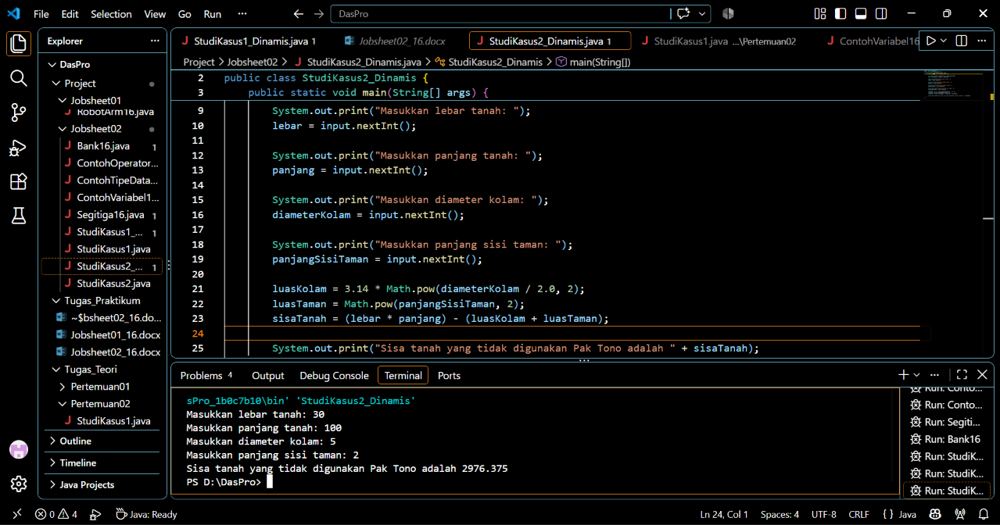 File Edit Selection View Go Run ··· DasPro
Explorer ···
DasPro
Project
Jobsheet01
RobotArm16.java
Jobsheet02
Bank16.java 1
ContohOperator...
ContohTipeData...
ContohVariabel1...
Segitiga16.java 1
StudiKasus1_... 1
StudiKasus1.java
StudiKasus2_... 1
StudiKasus2.java
Tugas_Praktikum
~$bsheet02_16.do...
Jobsheet01_16.docx
Jobsheet02_16.docx
Tugas_Teori
Pertemuan01
Pertemuan02
StudiKasus1.java
Outline
Timeline
Java Projects
StudiKasus1_Dinamis.java 1 Jobsheet02_16.docx StudiKasus2_Dinamis.java 1 StudiKasus1.java ...\Pertemuan02 ContohVariabel16
Project > Jobsheet02 > StudiKasus2_Dinamis.java > StudiKasus2_Dinamis > main(String[])
2 public class StudiKasus2_Dinamis {
3 public static void main(String[] args) {
9 System.out.print("Masukkan lebar tanah: ");
10 lebar = input.nextInt();
11
12 System.out.print("Masukkan panjang tanah: ");
13 panjang = input.nextInt();
14
15 System.out.print("Masukkan diameter kolam: ");
16 diameterKolam = input.nextInt();
17
18 System.out.print("Masukkan panjang sisi taman: ");
19 panjangSisiTaman = input.nextInt();
20
21 luasKolam = 3.14 * Math.pow(diameterKolam / 2.0, 2);
22 luasTaman = Math.pow(panjangSisiTaman, 2);
23 sisaTanah = (lebar * panjang) - (luasKolam + luasTaman);
24
25 System.out.print("Sisa tanah yang tidak digunakan Pak Tono adalah " + sisaTanah);
Problems 4 Output Debug Console Terminal Ports
sPro_1b0c7b10\bin' 'StudiKasus2_Dinamis'
Masukkan lebar tanah: 30
Masukkan panjang tanah: 100
Masukkan diameter kolam: 5
Masukkan panjang sisi taman: 2
Sisa tanah yang tidak digunakan Pak Tono adalah 2976.375
PS D:\DasPro>
Run: Conto...
Run: Conto...
Run: Segiti...
Run: Bank16
Run: StudiK...
Run: StudiK...
Run: StudiK...
0 4 Java: Ready Ln 24, Col 1 Spaces: 4 UTF-8 CRLF {} Java